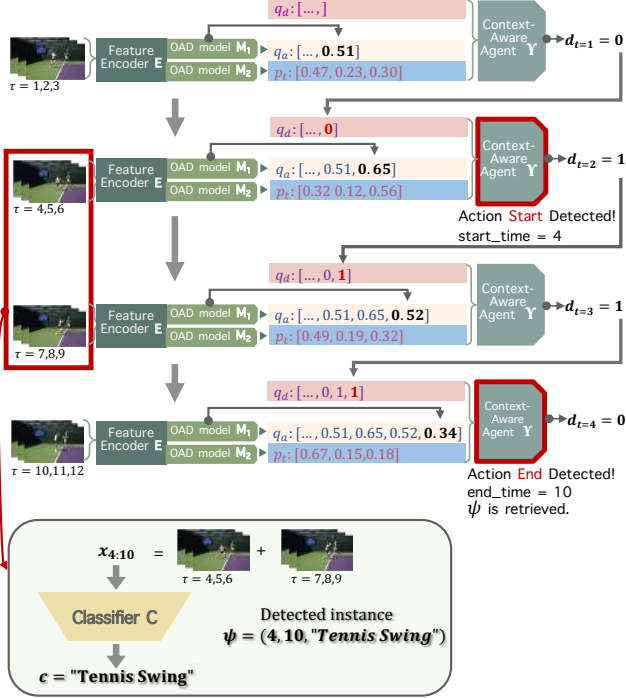 q_d: [..., ]
Feature Encoder E
OAD model M₁
OAD model M₂
q_a: [..., 0.51]
p_t: [0.47, 0.23, 0.30]
Context-Aware Agent Υ
d_{t=1} = 0
τ = 1,2,3
q_d: [..., 0]
Feature Encoder E
OAD model M₁
OAD model M₂
q_a: [..., 0.51, 0.65]
p_t: [0.32 0.12, 0.56]
Context-Aware Agent Υ
d_{t=2} = 1
τ = 4,5,6
Action Start Detected!
start_time = 4
q_d: [..., 0, 1]
Feature Encoder E
OAD model M₁
OAD model M₂
q_a: [..., 0.51, 0.65, 0.52]
p_t: [0.49, 0.19, 0.32]
Context-Aware Agent Υ
d_{t=3} = 1
τ = 7,8,9
q_d: [..., 0, 1, 1]
Feature Encoder E
OAD model M₁
OAD model M₂
q_a: [..., 0.51, 0.65, 0.52, 0.34]
p_t: [0.67, 0.15,0.18]
Context-Aware Agent Υ
d_{t=4} = 0
τ = 10,11,12
Action End Detected!
end_time = 10
ψ is retrieved.
x_{4:10} = +
τ = 4,5,6
τ = 7,8,9
Classifier C
Detected instance
ψ = (4, 10, "Tennis Swing")
c = "Tennis Swing"